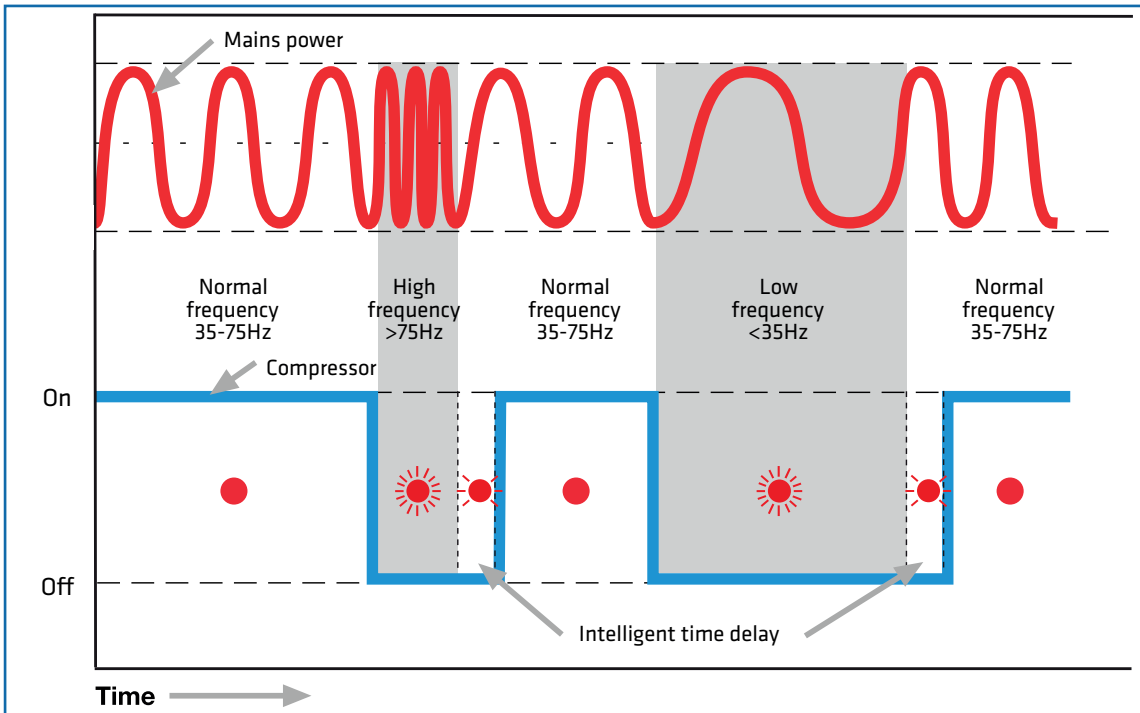 Mains power
Normal
frequency
35-75Hz
High
frequency
>75Hz
Normal
frequency
35-75Hz
Low
frequency
<35Hz
Normal
frequency
35-75Hz
Compressor
On
Off
Intelligent time delay
Time